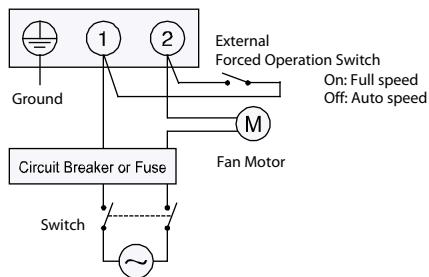 1
2
External
Forced Operation Switch
On: Full speed
Off: Auto speed
Ground
M
Fan Motor
Circuit Breaker or Fuse
Switch